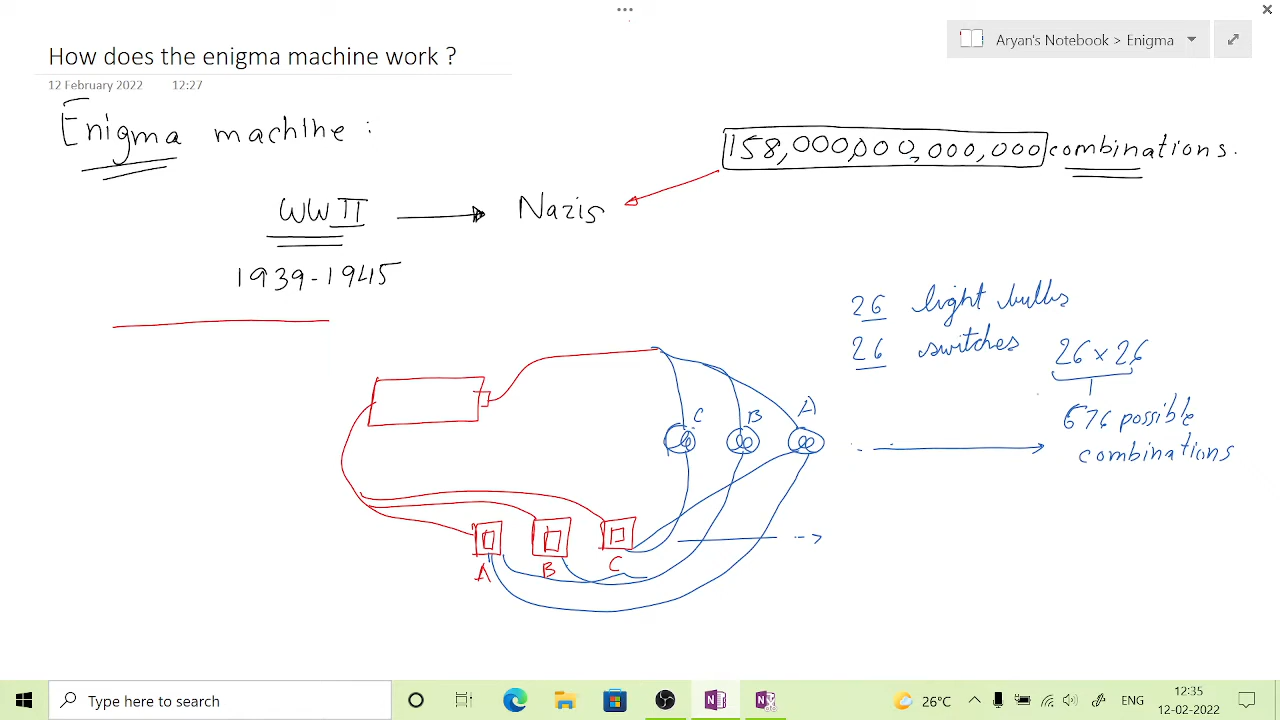 Aryan's Notebook > Enigma
How does the enigma machine work ?
12 February 2022 12:27
Enigma machine :
158,000,000,000,000 combinations.
WW II → Nazis
1939-1945
26 light bulbs
26 switches 26 x 26
676 possible
combinations
C B A
A B C
Type here to search
26°C ENG 12:35
12-02-2022